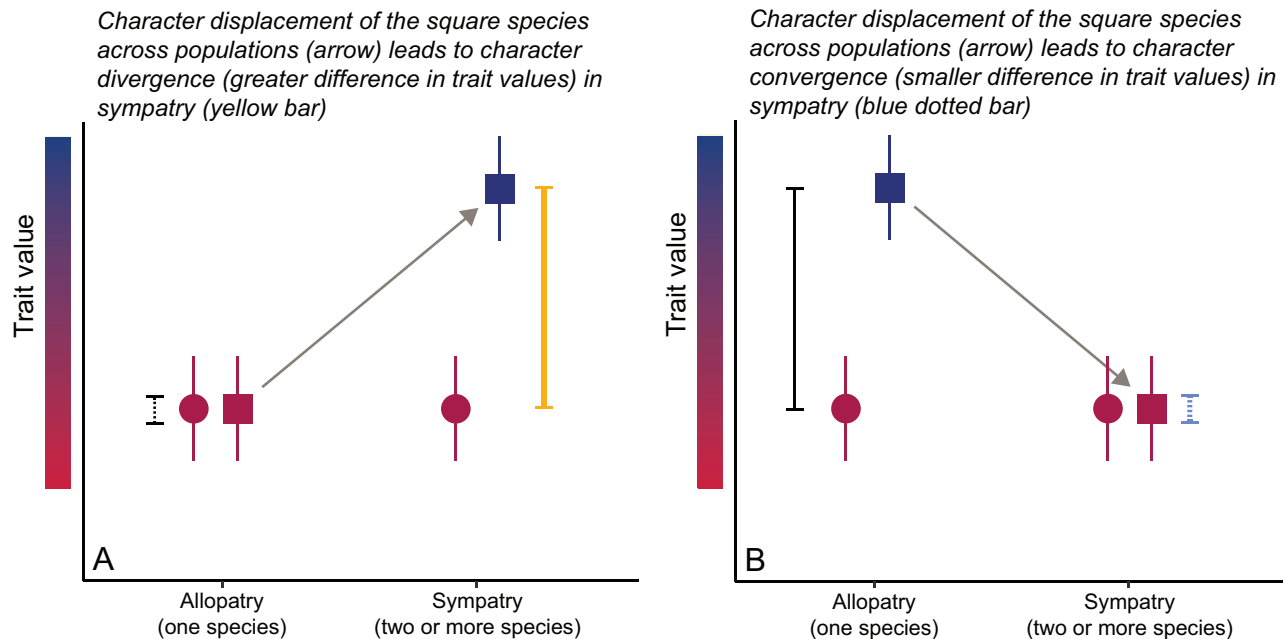 Character displacement of the square species
across populations (arrow) leads to character
divergence (greater difference in trait values) in
sympatry (yellow bar)
Trait value
A
Allopatry
(one species)
Sympatry
(two or more species)
Character displacement of the square species
across populations (arrow) leads to character
convergence (smaller difference in trait values) in
sympatry (blue dotted bar)
Trait value
B
Allopatry
(one species)
Sympatry
(two or more species)